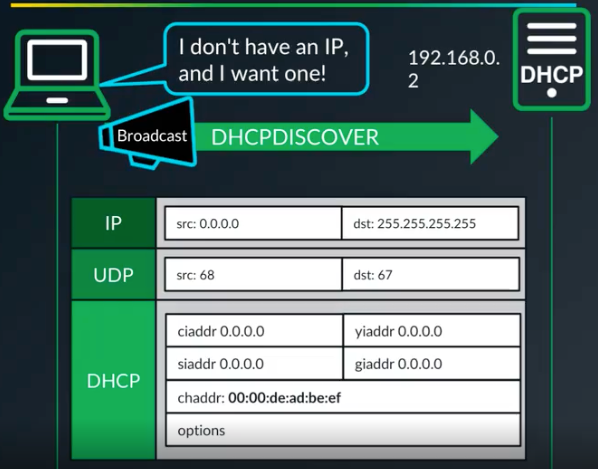 I don't have an IP,
and I want one!
192.168.0.
2
DHCP
Broadcast
DHCPDISCOVER
IP
src: 0.0.0.0
dst: 255.255.255.255
UDP
src: 68
dst: 67
DHCP
ciaddr 0.0.0.0
yiaddr 0.0.0.0
siaddr 0.0.0.0
giaddr 0.0.0.0
chaddr: 00:00:de:ad:be:ef
options